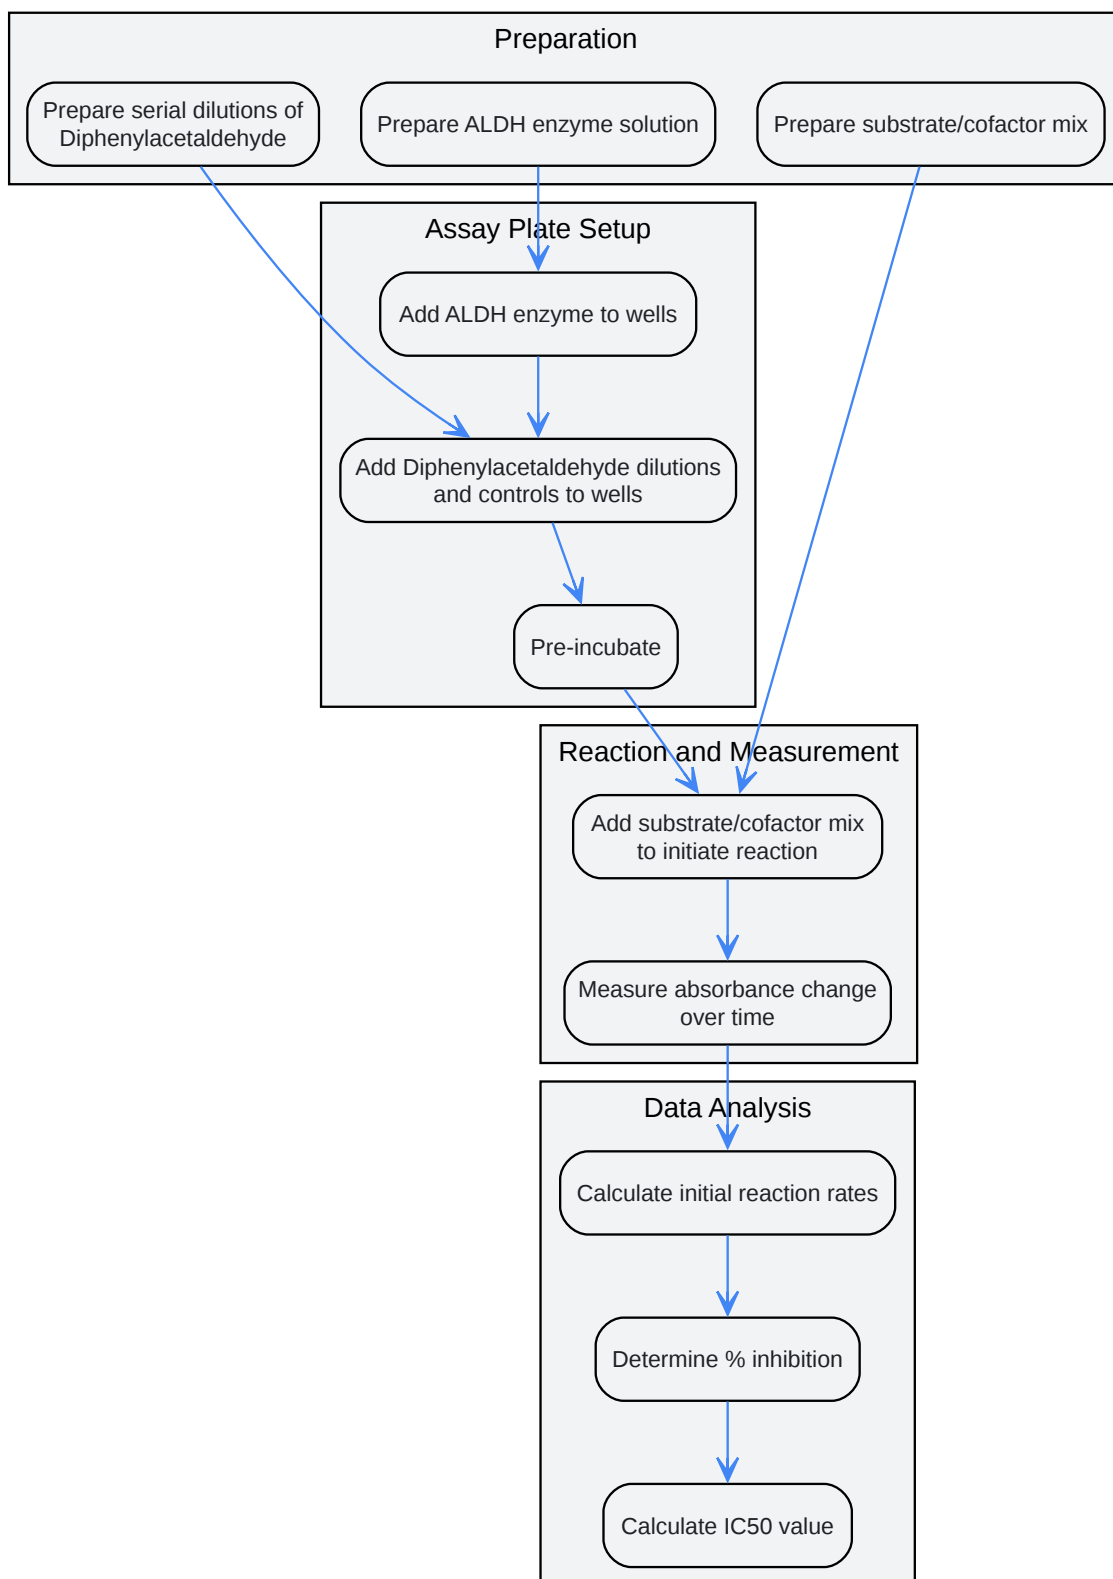 Preparation
Prepare serial dilutions of
Diphenylacetaldehyde
Prepare ALDH enzyme solution
Prepare substrate/cofactor mix
Assay Plate Setup
Add ALDH enzyme to wells
Add Diphenylacetaldehyde dilutions
and controls to wells
Pre-incubate
Reaction and Measurement
Add substrate/cofactor mix
to initiate reaction
Measure absorbance change
over time
Data Analysis
Calculate initial reaction rates
Determine % inhibition
Calculate IC50 value